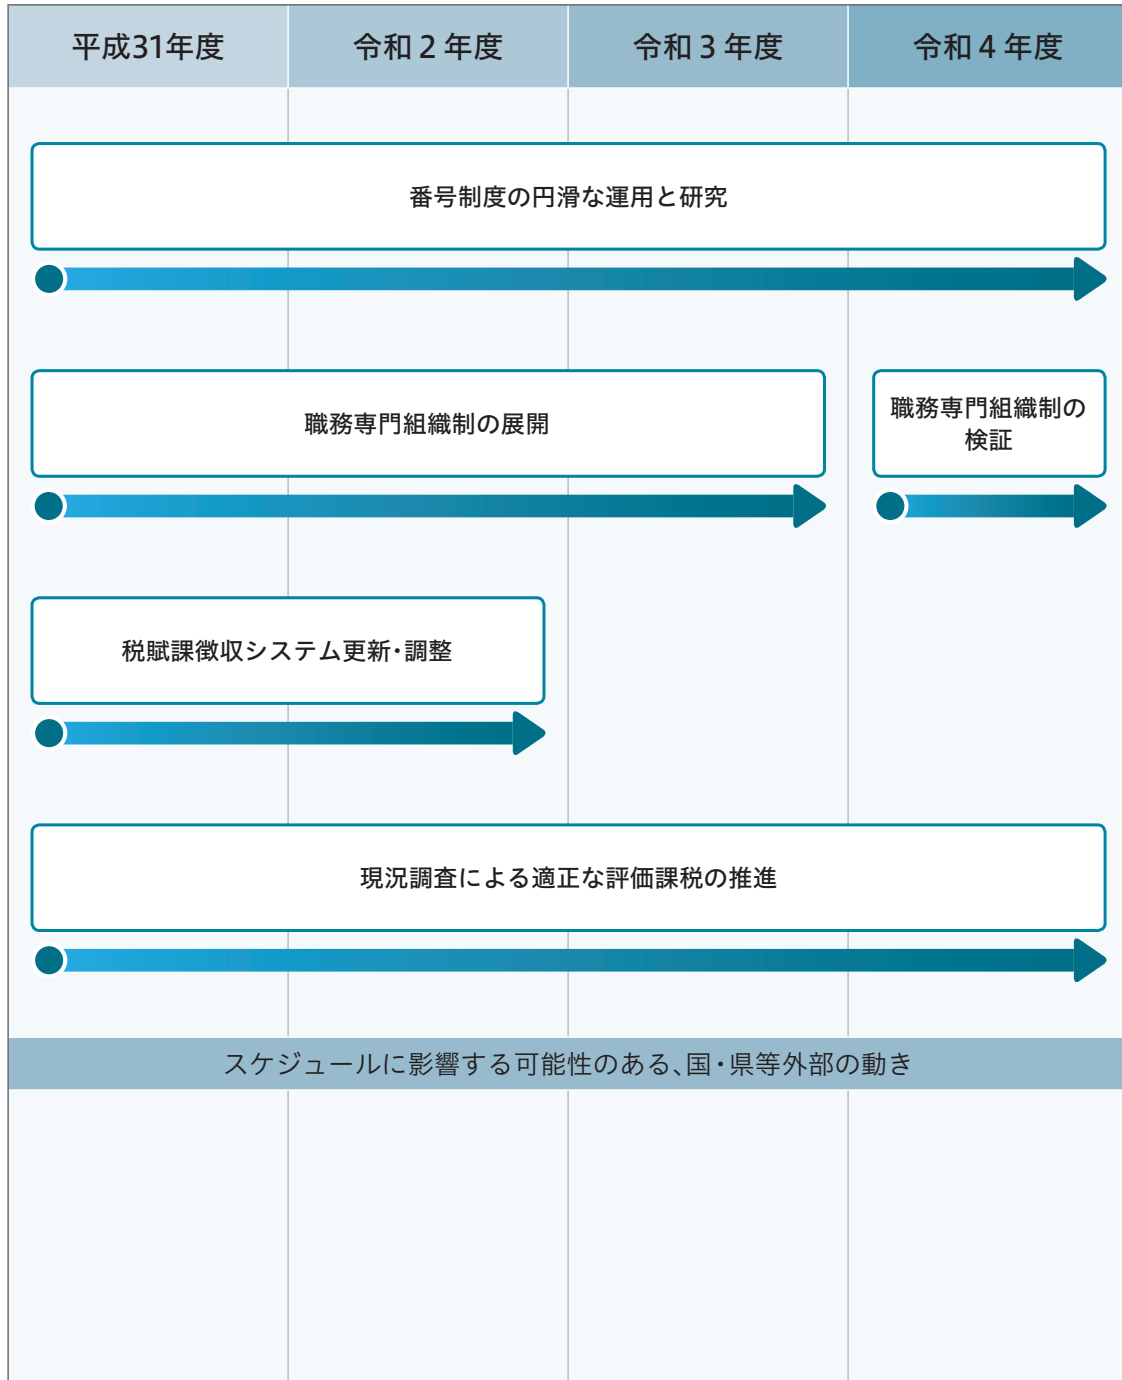 平成31年度 令和２年度 令和３年度 令和４年度
番号制度の円滑な運用と研究
職務専門組織制の展開
職務専門組織制の
検証
税賦課徴収システム更新・調整
現況調査による適正な評価課税の推進
スケジュールに影響する可能性のある、国・県等外部の動き